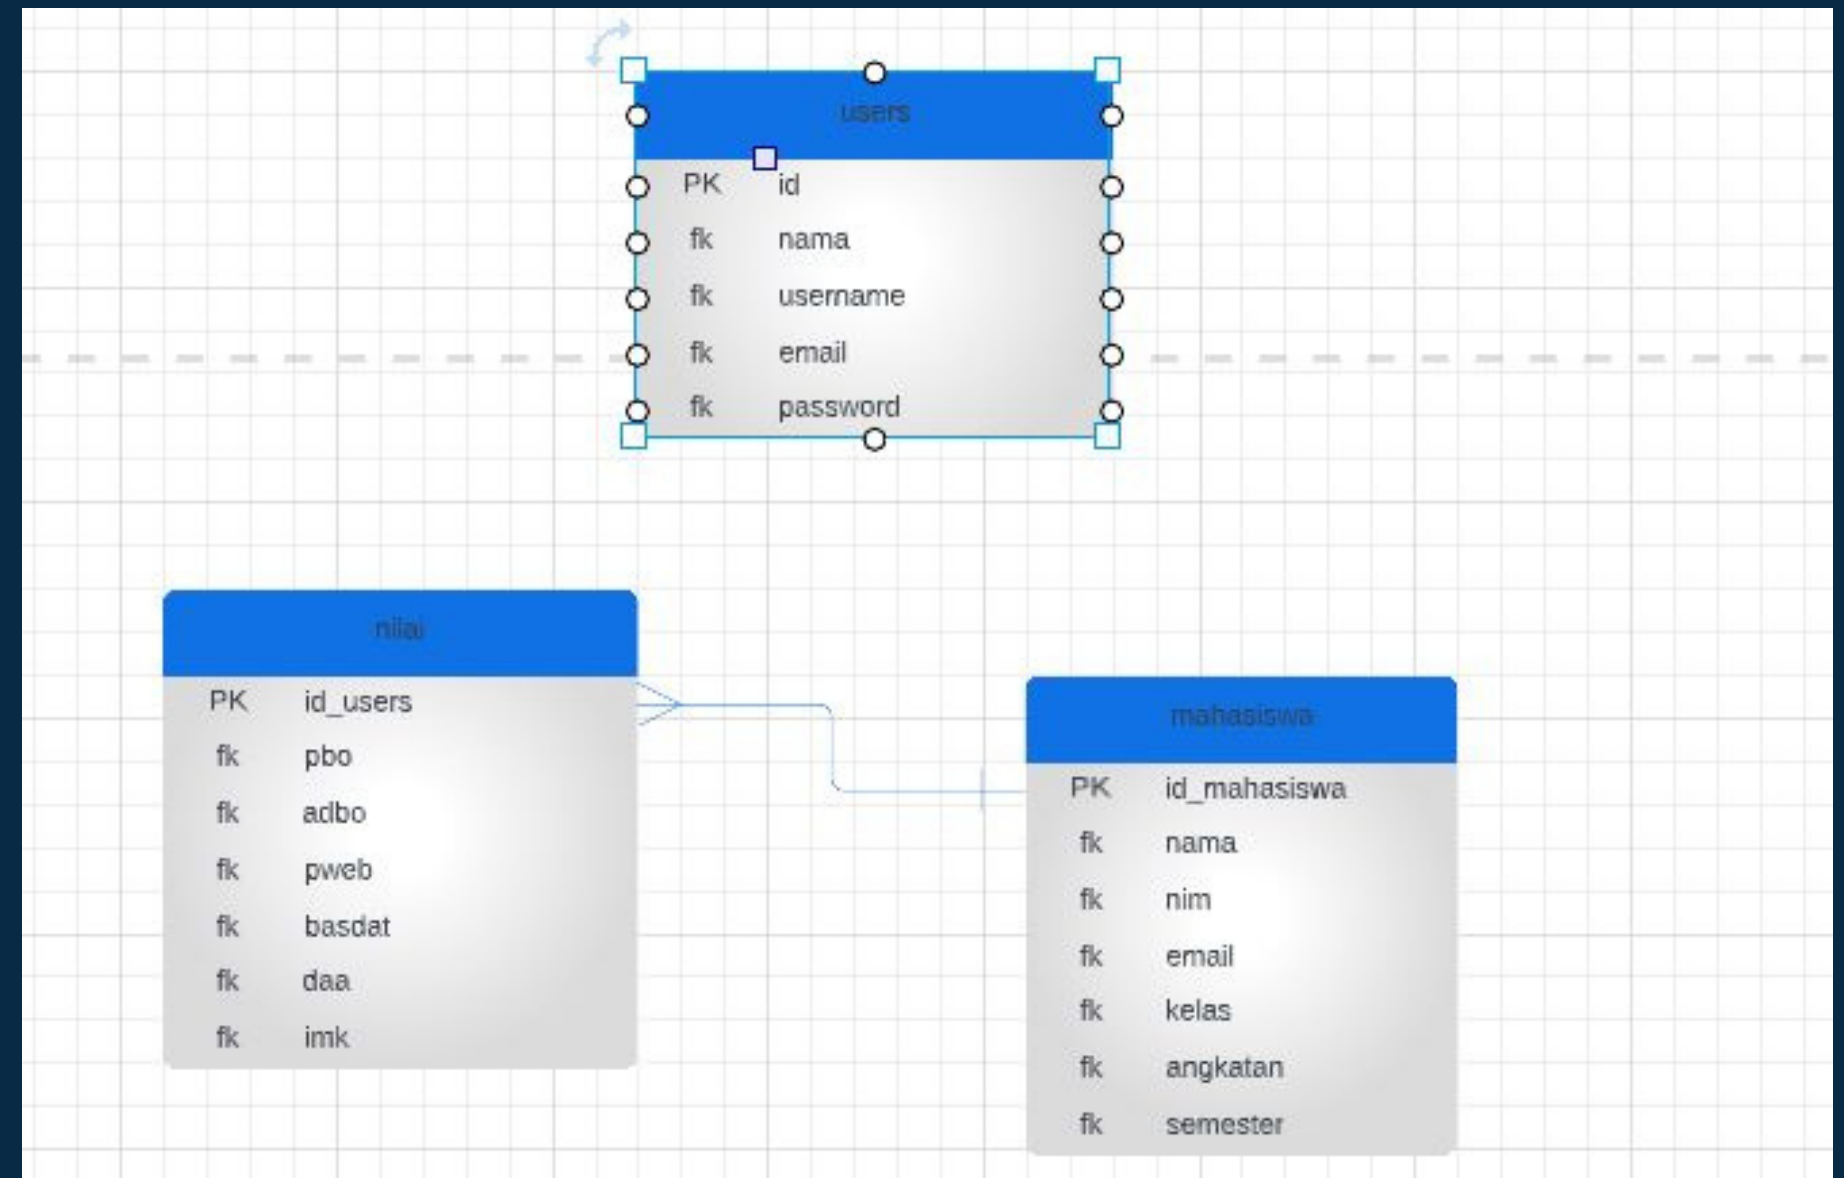 users
PK id
fk nama
fk username
fk email
fk password
nilai
PK id_users
fk pbo
fk adbo
fk pweb
fk basdat
fk daa
fk imk
mahasiswa
PK id_mahasiswa
fk nama
fk nim
fk email
fk kelas
fk angkatan
fk semester